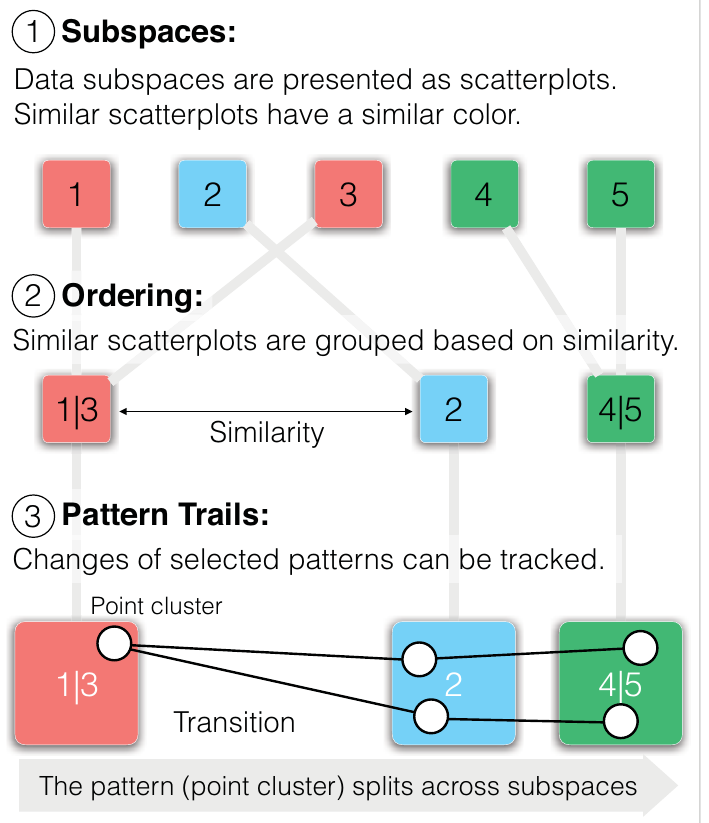 1 Subspaces:
Data subspaces are presented as scatterplots.
Similar scatterplots have a similar color.
1 2 3 4 5
2 Ordering:
Similar scatterplots are grouped based on similarity.
1|3 2 4|5
Similarity
3 Pattern Trails:
Changes of selected patterns can be tracked.
Point cluster
1|3 2 4|5
Transition
The pattern (point cluster) splits across subspaces